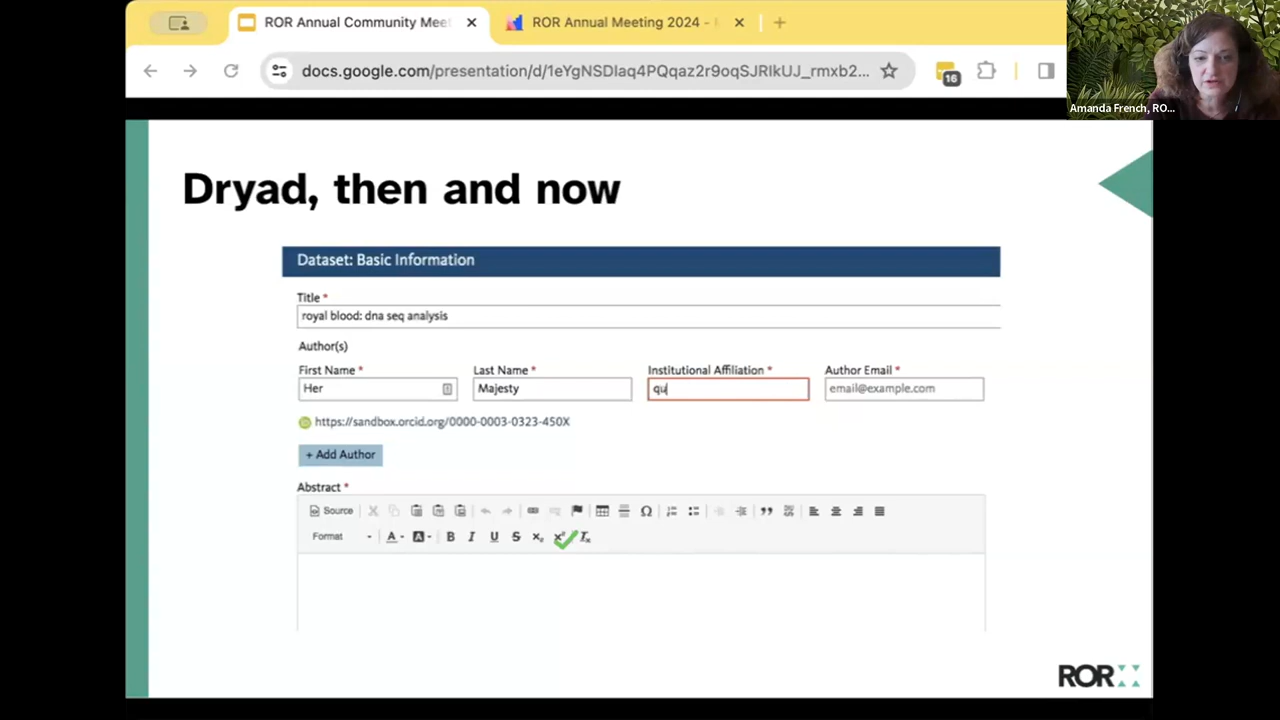 ROR Annual Community Meet
ROR Annual Meeting 2024 -
docs.google.com/presentation/d/1eYgNSDlaq4PQqaz2r9oqSJRlkUJ_rmxb2...
16
Amanda French, RO...
Dryad, then and now
Dataset: Basic Information
Title *
royal blood: dna seq analysis
Author(s)
First Name * Last Name * Institutional Affiliation * Author Email *
Her Majesty qu email@example.com
https://sandbox.orcid.org/0000-0003-0323-450X
+ Add Author
Abstract *
Source
Format
ROR